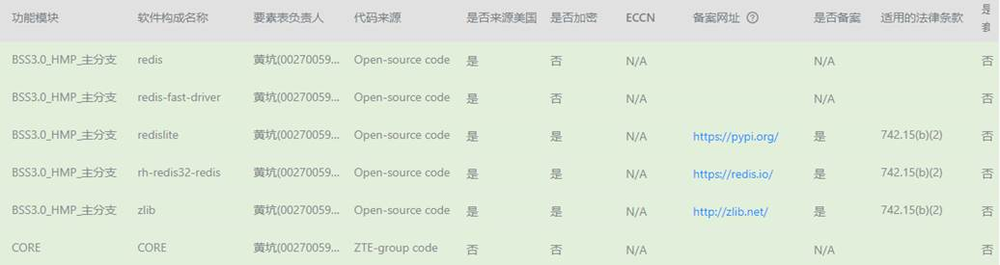 功能模块 软件构成名称 要素表负责人 代码来源 是否来源美国 是否加密 ECCN 备案网址 是否备案 适用的法律条款
BSS3.0_HMP_主分支 redis 黄坑(00270059... Open-source code 是 否 N/A N/A 否
BSS3.0_HMP_主分支 redis-fast-driver 黄坑(00270059... Open-source code 是 否 N/A N/A 否
BSS3.0_HMP_主分支 redislite 黄坑(00270059... Open-source code 是 是 N/A https://pypi.org/ 是 742.15(b)(2) 否
BSS3.0_HMP_主分支 rh-redis32-redis 黄坑(00270059... Open-source code 是 是 N/A https://redis.io/ 是 742.15(b)(2) 否
BSS3.0_HMP_主分支 zlib 黄坑(00270059... Open-source code 是 是 N/A http://zlib.net/ 是 742.15(b)(2) 否
CORE CORE 黄坑(00270059... ZTE-group code 否 否 N/A N/A 否